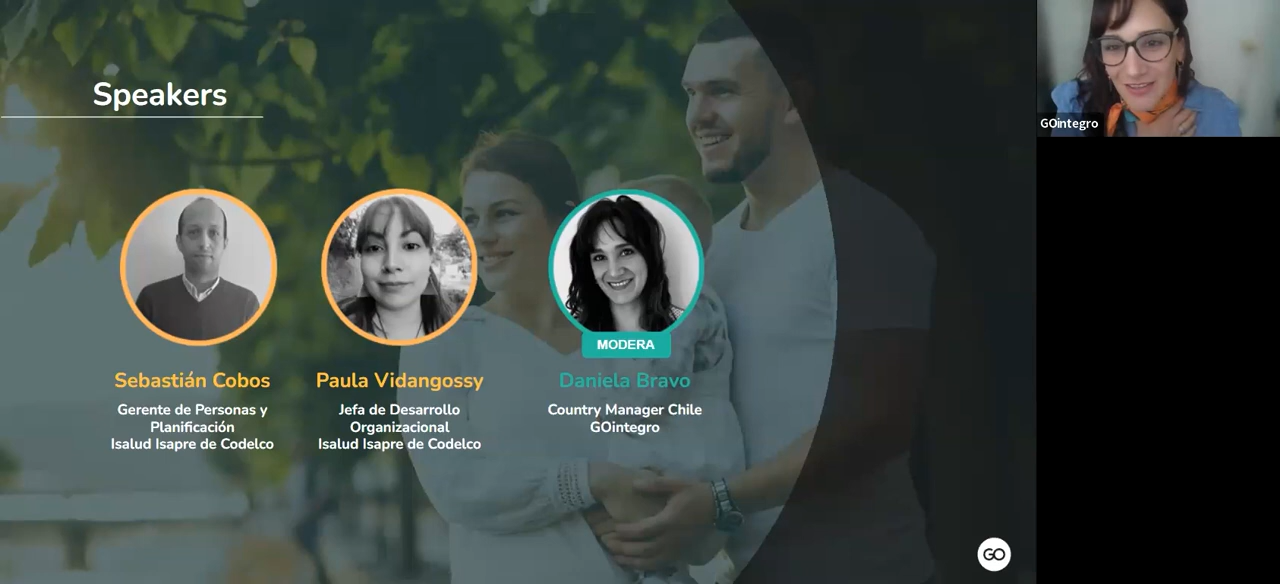 Speakers
GOintegro
MODERA
Sebastián Cobos
Gerente de Personas y
Planificación
Isalud Isapre de Codelco
Paula Vidangossy
Jefa de Desarrollo
Organizacional
Isalud Isapre de Codelco
Daniela Bravo
Country Manager Chile
GOintegro
GO